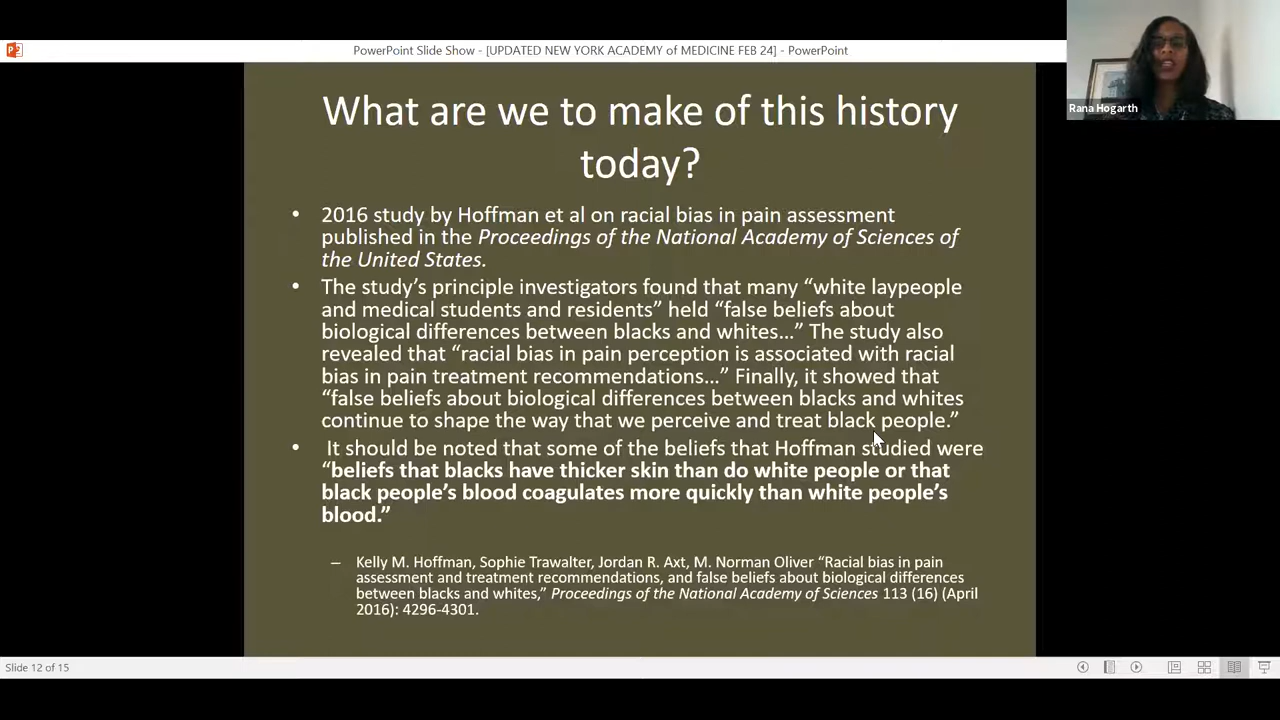 PowerPoint Slide Show - [UPDATED NEW YORK ACADEMY of MEDICINE FEB 24] - PowerPoint
Rana Hogarth
What are we to make of this history
today?
• 2016 study by Hoffman et al on racial bias in pain assessment
published in the Proceedings of the National Academy of Sciences of
the United States.
• The study's principle investigators found that many “white laypeople
and medical students and residents” held “false beliefs about
biological differences between blacks and whites…” The study also
revealed that “racial bias in pain perception is associated with racial
bias in pain treatment recommendations…” Finally, it showed that
“false beliefs about biological differences between blacks and whites
continue to shape the way that we perceive and treat black people.”
• It should be noted that some of the beliefs that Hoffman studied were
“beliefs that blacks have thicker skin than do white people or that
black people's blood coagulates more quickly than white people's
blood.”
– Kelly M. Hoffman, Sophie Trawalter, Jordan R. Axt, M. Norman Oliver “Racial bias in pain
assessment and treatment recommendations, and false beliefs about biological differences
between blacks and whites,” Proceedings of the National Academy of Sciences 113 (16) (April
2016): 4296-4301.
Slide 12 of 15